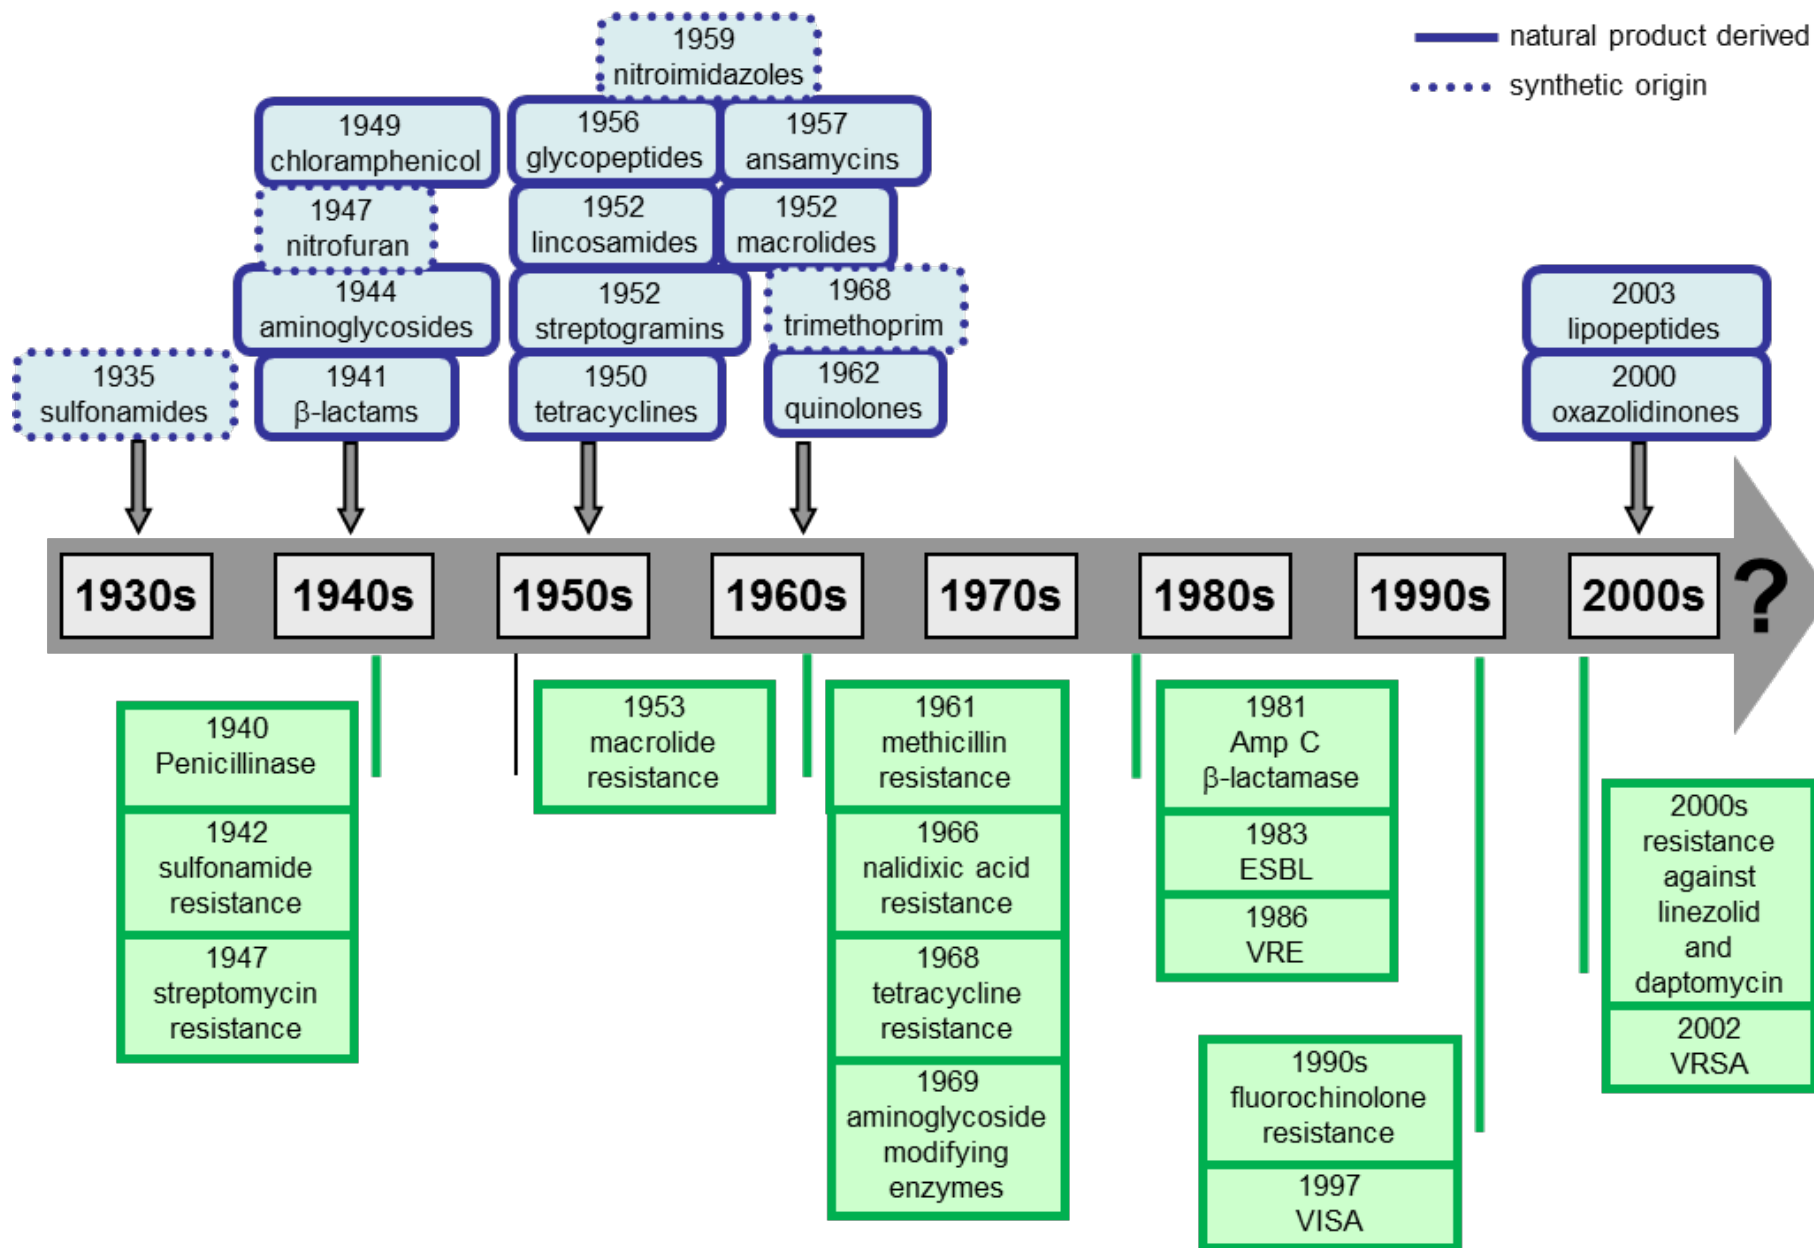 natural product derived
synthetic origin
1959
nitroimidazoles
1949
chloramphenicol
1956
glycopeptides
1957
ansamycins
1947
nitrofuran
1952
lincosamides
1952
macrolides
1944
aminoglycosides
1952
streptogramins
1968
trimethoprim
2003
lipopeptides
1935
sulfonamides
1941
β-lactams
1950
tetracyclines
1962
quinolones
2000
oxazolidinones
1930s
1940s
1950s
1960s
1970s
1980s
1990s
2000s
?
1940
Penicillinase
1942
sulfonamide
resistance
1947
streptomycin
resistance
1953
macrolide
resistance
1961
methicillin
resistance
1966
nalidixic acid
resistance
1968
tetracycline
resistance
1969
aminoglycoside
modifying
enzymes
1981
Amp C
β-lactamase
1983
ESBL
1986
VRE
1990s
fluorochinolone
resistance
1997
VISA
2000s
resistance
against
linezolid
and
daptomycin
2002
VRSA